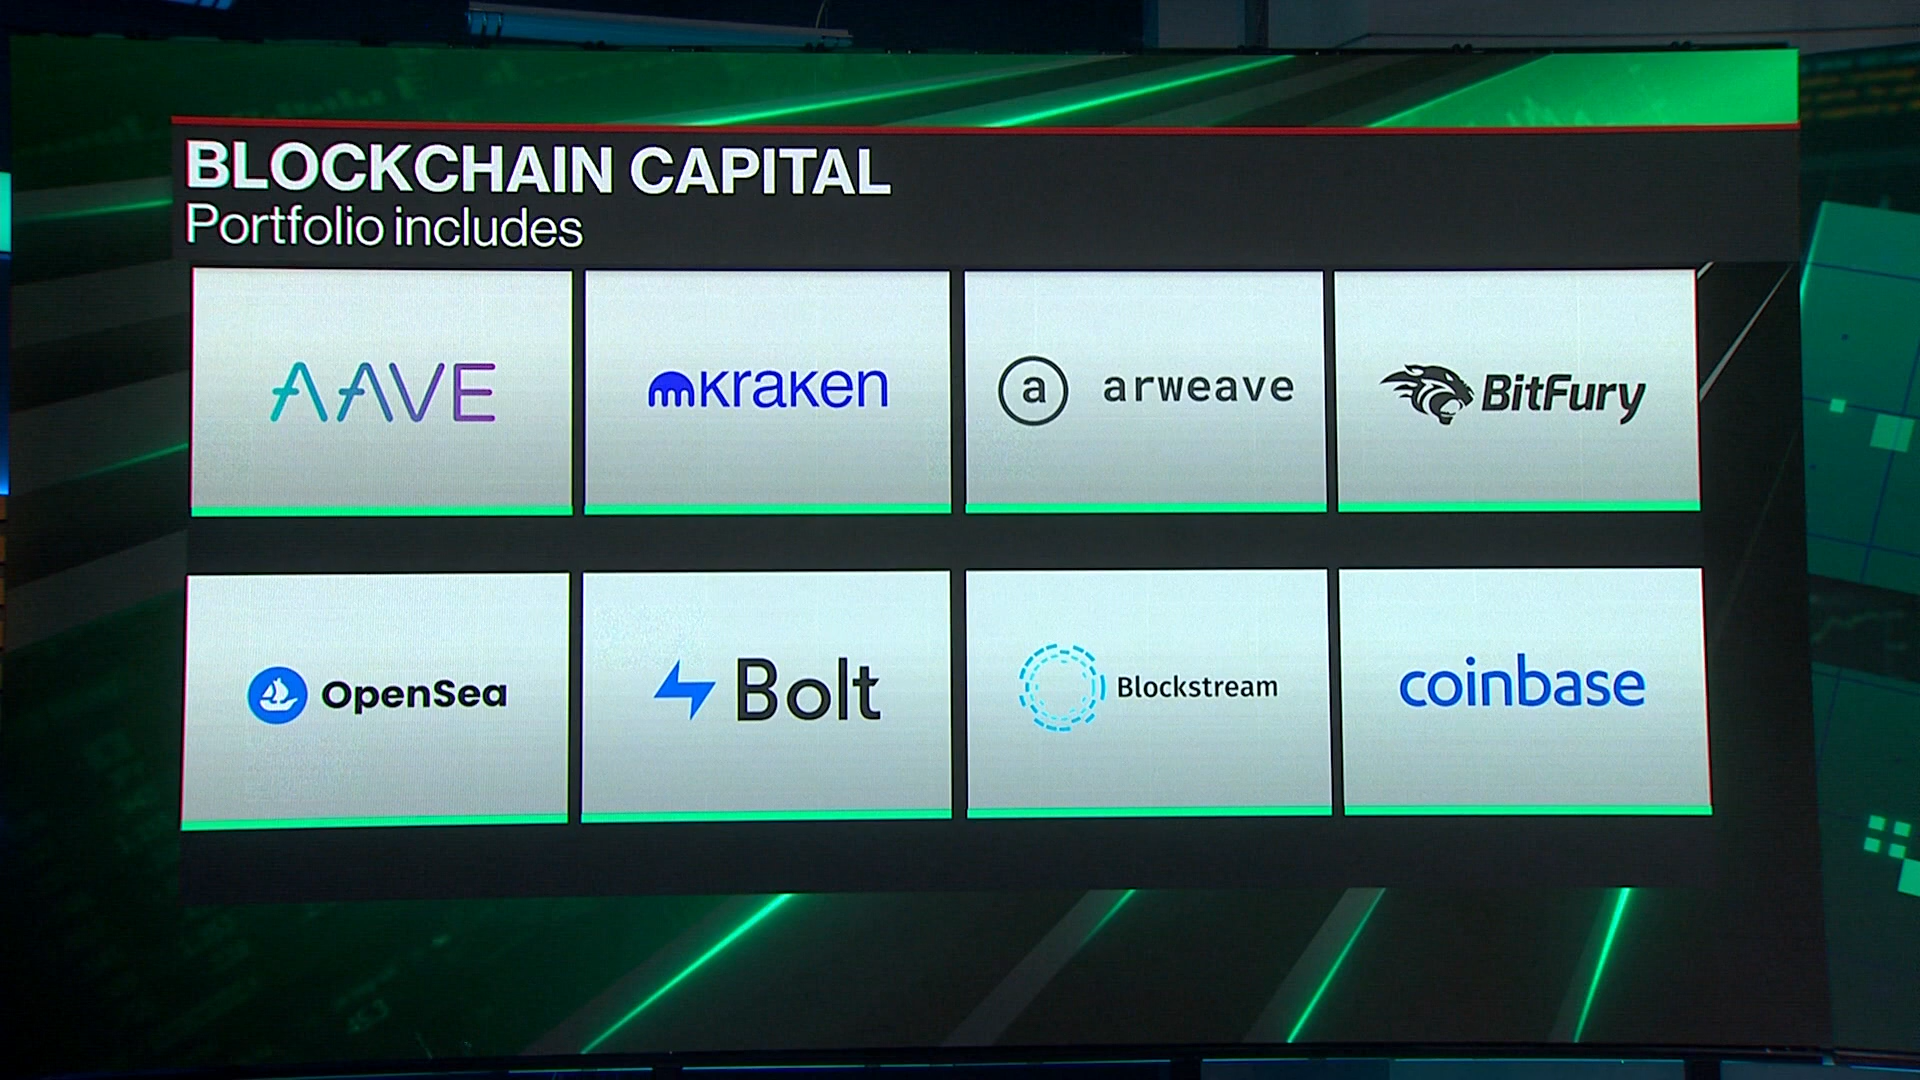 BLOCKCHAIN CAPITAL
Portfolio includes
AAVE
kraken
a arweave
BitFury
OpenSea
Bolt
Blockstream
coinbase